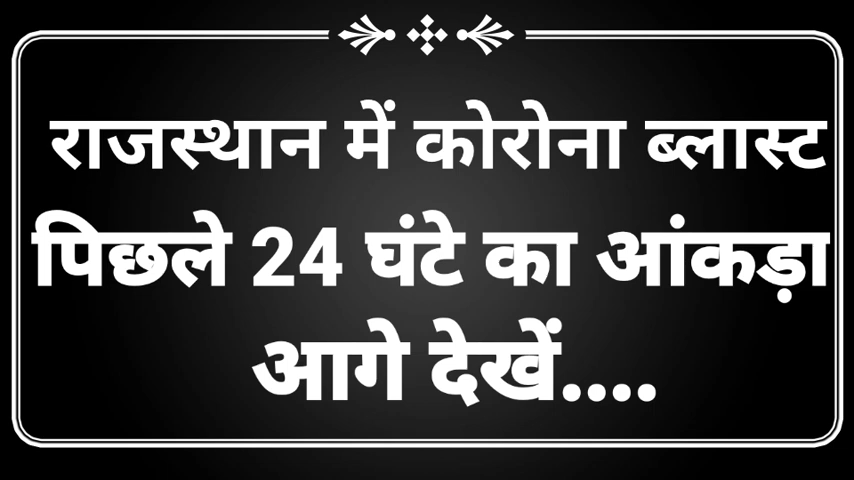 राजस्थान में कोरोना ब्लास्ट
पिछले 24 घंटे का आंकड़ा
आगे देखें....